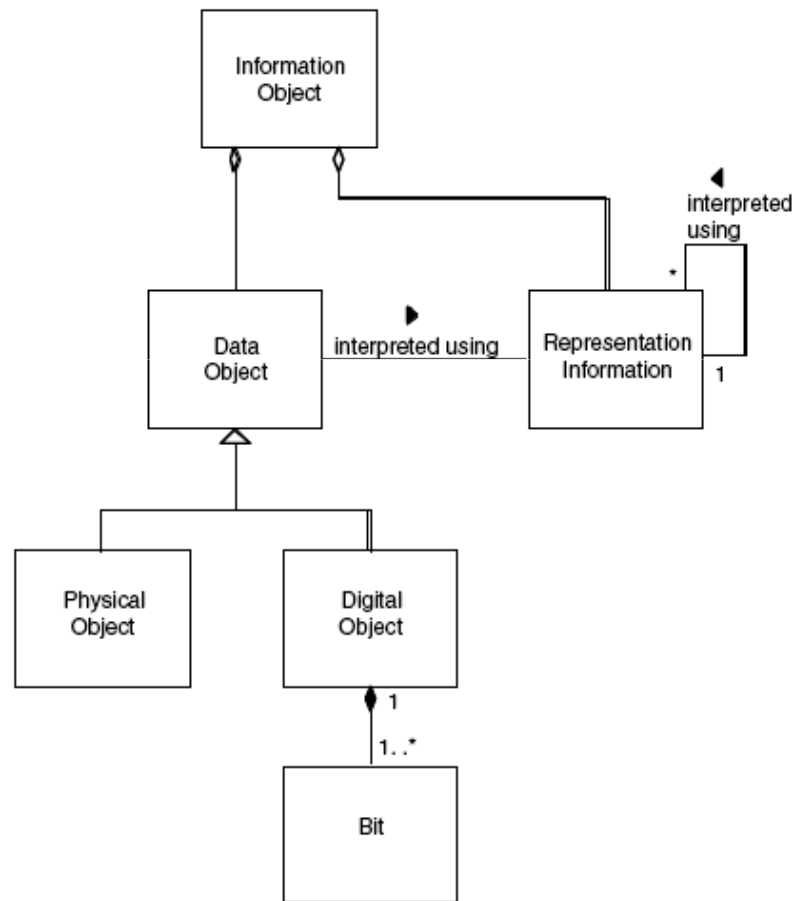 Information
Object
interpreted
using
*
1
Data
Object
interpreted using
Representation
Information
Physical
Object
Digital
Object
1
1..*
Bit